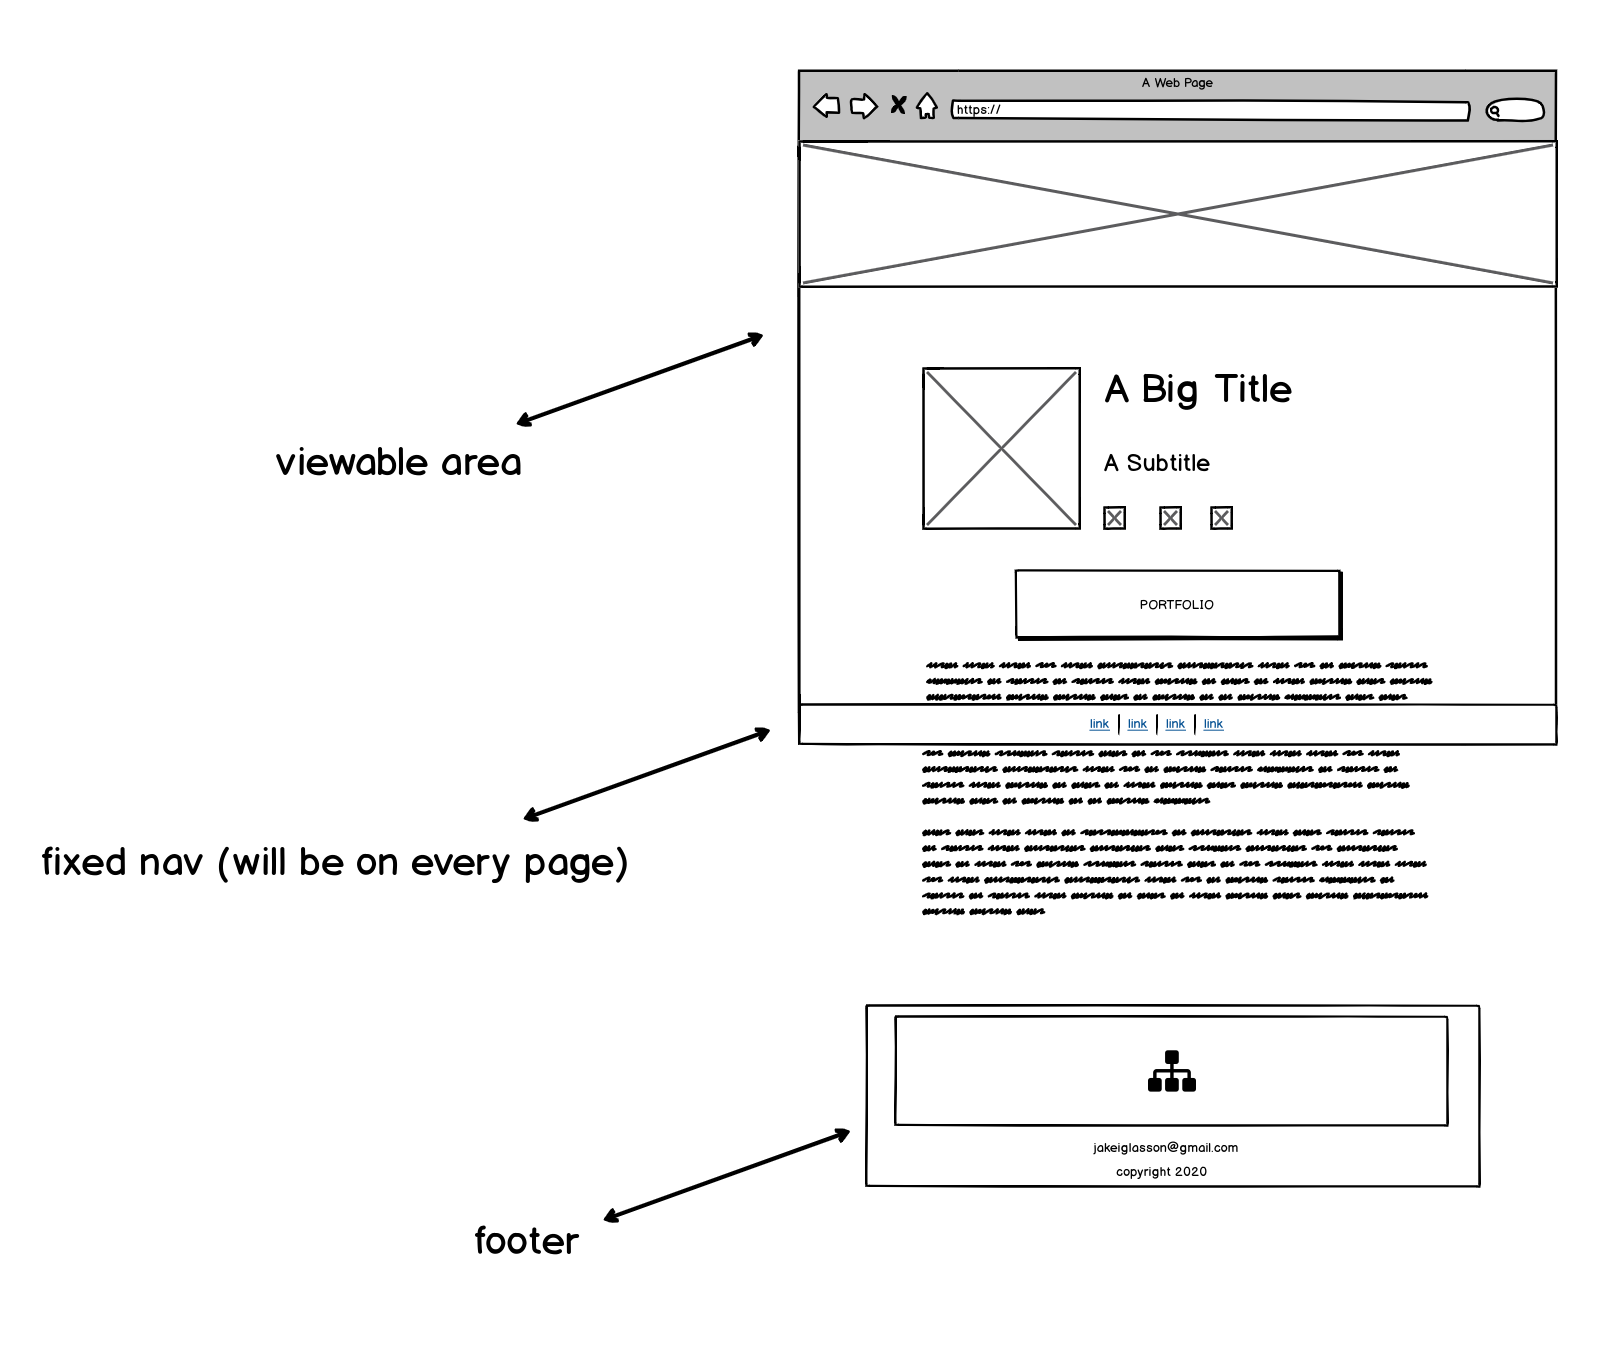 A Web Page
https://
A Big Title
viewable area
A Subtitle
PORTFOLIO
link link link link
fixed nav (will be on every page)
jakeiglasson@gmail.com
copyright 2020
footer